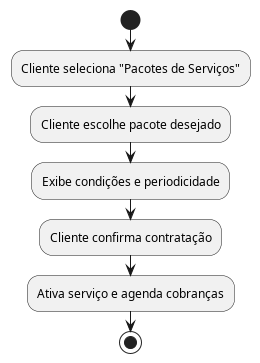 Cliente seleciona "Pacotes de Serviços"
Cliente escolhe pacote desejado
Exibe condições e periodicidade
Cliente confirma contratação
Ativa serviço e agenda cobranças